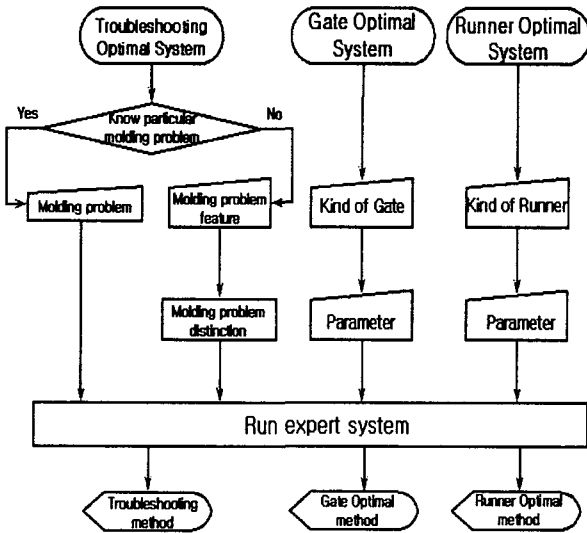 Troubleshooting
Optimal System
Gate Optimal
System
Runner Optimal
System
Yes
Know particular
molding problem
No
Molding problem
Molding problem
feature
Kind of Gate
Kind of Runner
Molding problem
distinction
Parameter
Parameter
Run expert system
Troubleshooting
method
Gate Optimal
method
Runner Optimal
method